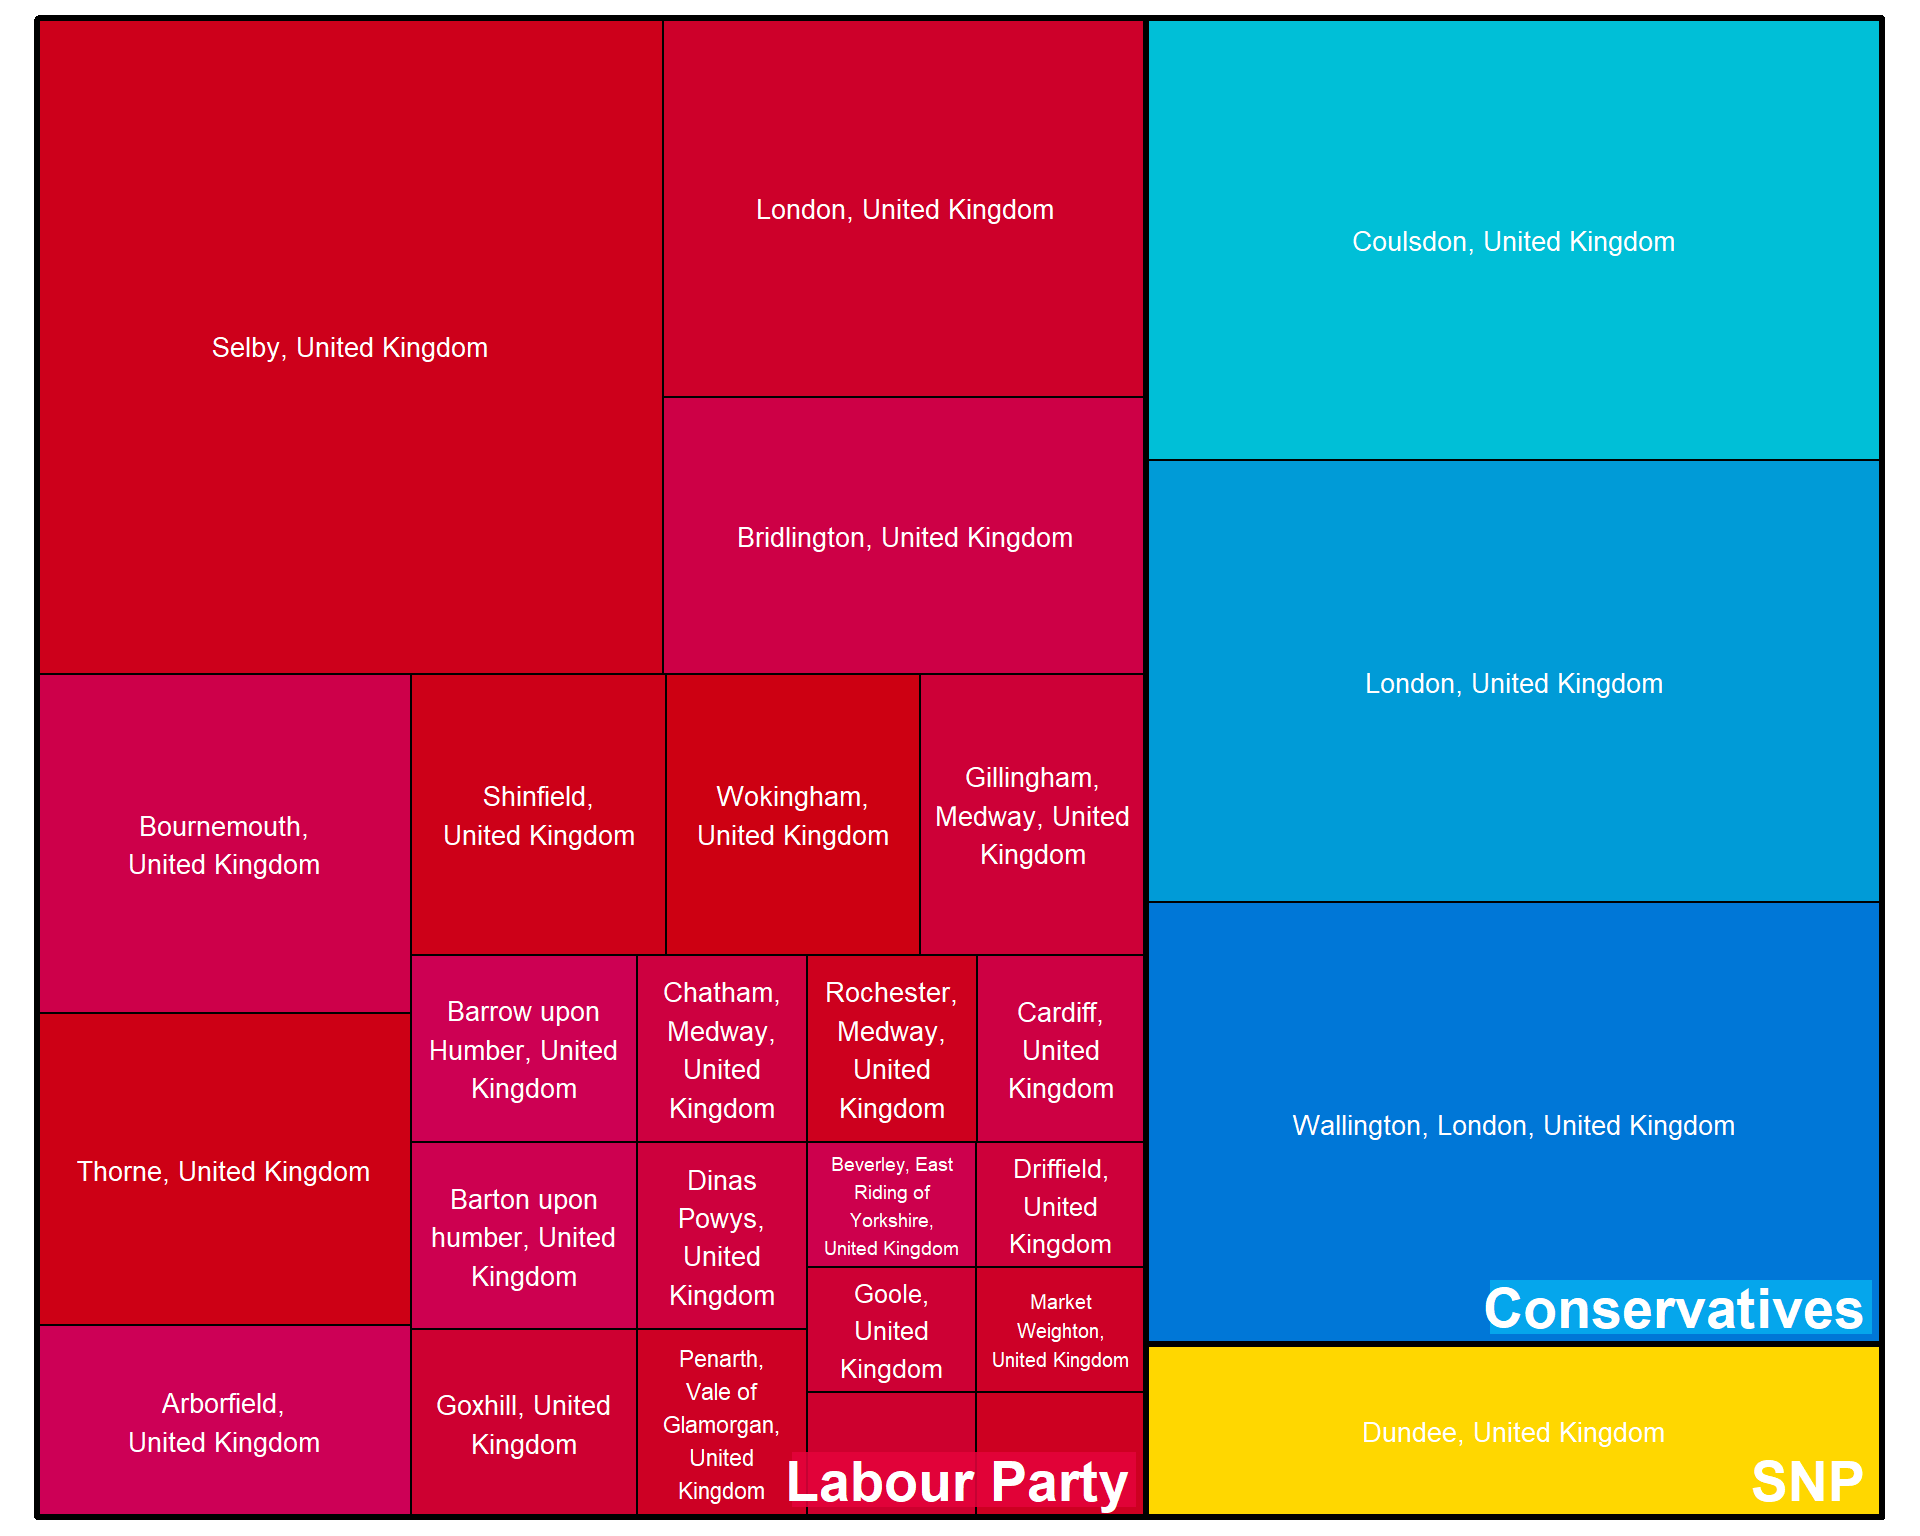 Selby, United Kingdom
London, United Kingdom
Bridlington, United Kingdom
Bournemouth,
United Kingdom
Thorne, United Kingdom
Arborfield,
United Kingdom
Shinfield,
United Kingdom
Wokingham,
United Kingdom
Gillingham,
Medway, United
Kingdom
Barrow upon
Humber, United
Kingdom
Chatham,
Medway,
United
Kingdom
Rochester,
Medway,
United
Kingdom
Cardiff,
United
Kingdom
Barton upon
humber, United
Kingdom
Dinas
Powys,
United
Kingdom
Beverley, East
Riding of
Yorkshire,
United Kingdom
Driffield,
United
Kingdom
Goole,
United
Kingdom
Market
Weighton,
United Kingdom
Goxhill, United
Kingdom
Penarth,
Vale of
Glamorgan,
United
Kingdom
Labour Party
Coulsdon, United Kingdom
London, United Kingdom
Wallington, London, United Kingdom
Conservatives
Dundee, United Kingdom
SNP